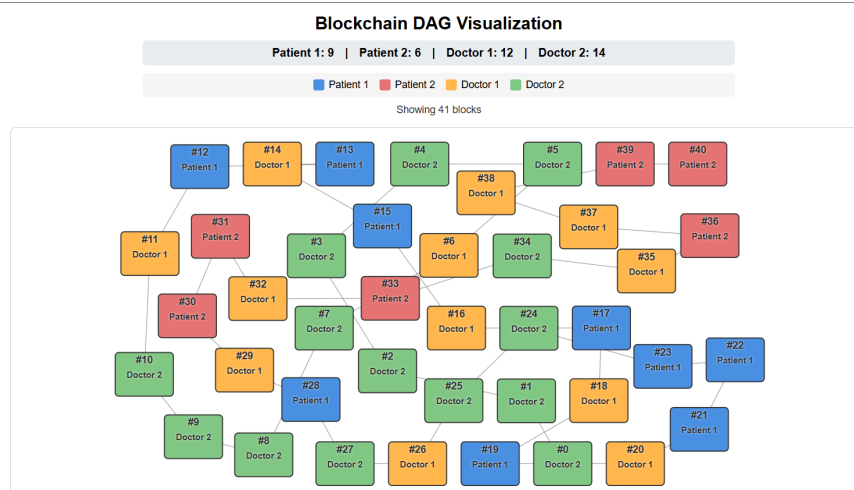 Blockchain DAG Visualization
Patient 1: 9 | Patient 2: 6 | Doctor 1: 12 | Doctor 2: 14
Patient 1 Patient 2 Doctor 1 Doctor 2
Showing 41 blocks
#12
Patient 1
#14
Doctor 1
#13
Patient 1
#4
Doctor 2
#5
Doctor 2
#39
Patient 2
#40
Patient 2
#38
Doctor 1
#15
Patient 1
#37
Doctor 1
#31
Patient 2
#36
Patient 2
#11
Doctor 1
#3
Doctor 2
#6
Doctor 1
#34
Doctor 2
#35
Doctor 1
#32
Doctor 1
#33
Patient 2
#30
Patient 2
#7
Doctor 2
#16
Doctor 1
#24
Doctor 2
#17
Patient 1
#22
Patient 1
#23
Patient 1
#10
Doctor 2
#29
Doctor 1
#2
Doctor 2
#28
Patient 1
#25
Doctor 2
#1
Doctor 2
#18
Doctor 1
#21
Patient 1
#9
Doctor 2
#8
Doctor 2
#27
Doctor 2
#26
Doctor 1
#19
Patient 1
#0
Doctor 2
#20
Doctor 1